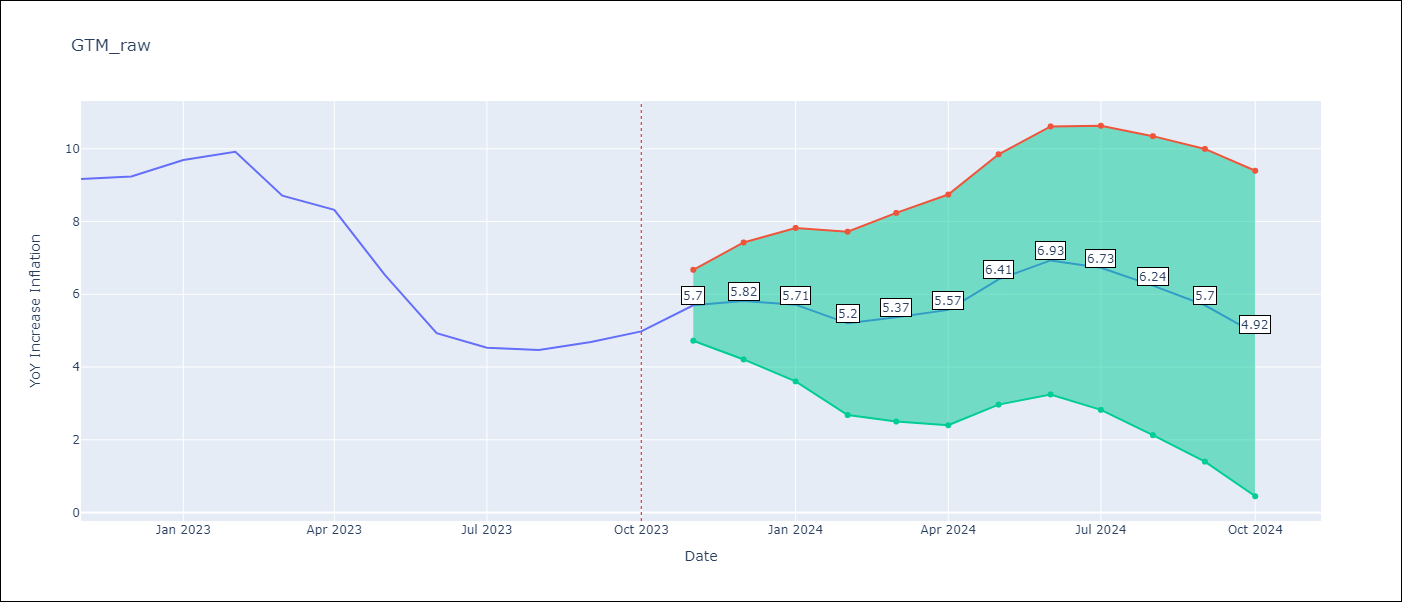 GTM_raw
YoY Increase Inflation
10
8
6
4
2
0
5.7
5.82
5.71
5.2
5.37
5.57
6.41
6.93
6.73
6.24
5.7
4.92
Jan 2023
Apr 2023
Jul 2023
Oct 2023
Jan 2024
Apr 2024
Jul 2024
Oct 2024
Date